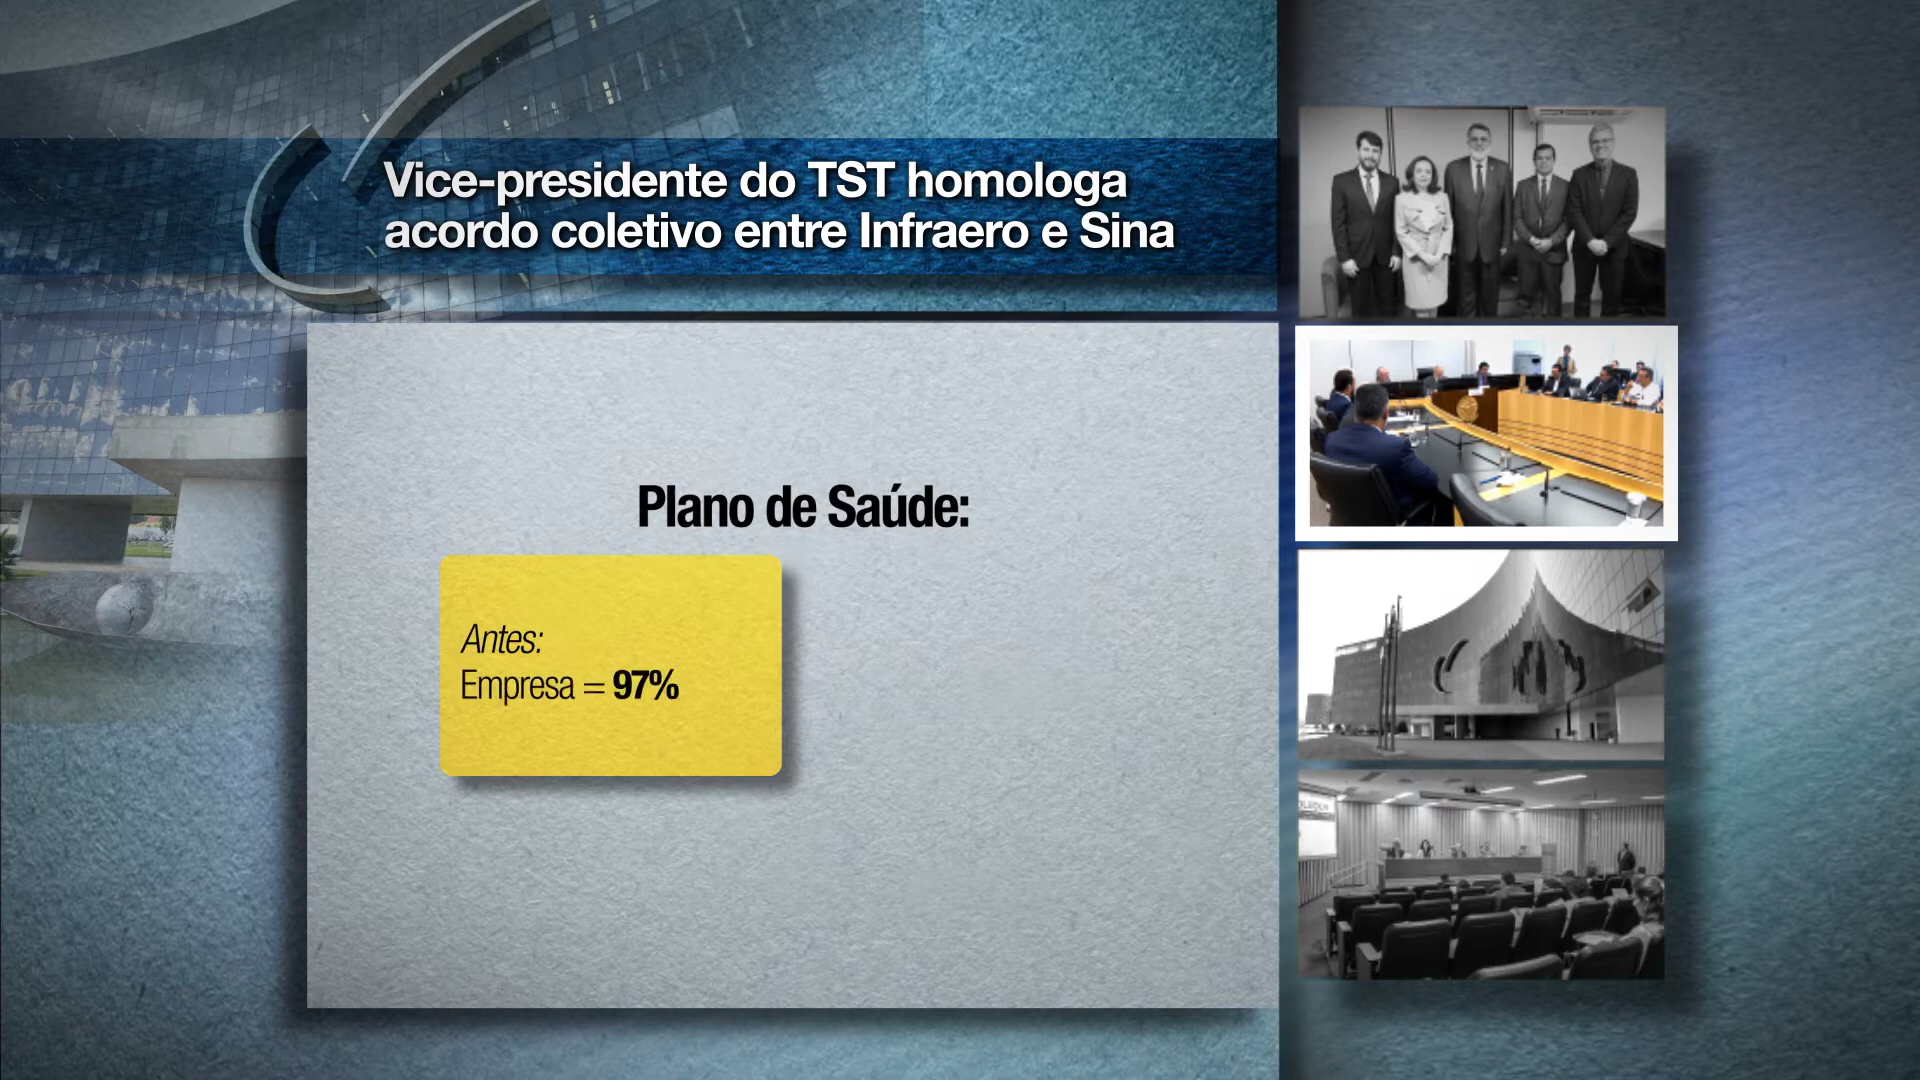 Vice-presidente do TST homologa
acordo coletivo entre Infraero e Sina
Plano de Saúde:
Antes:
Empresa = 97%